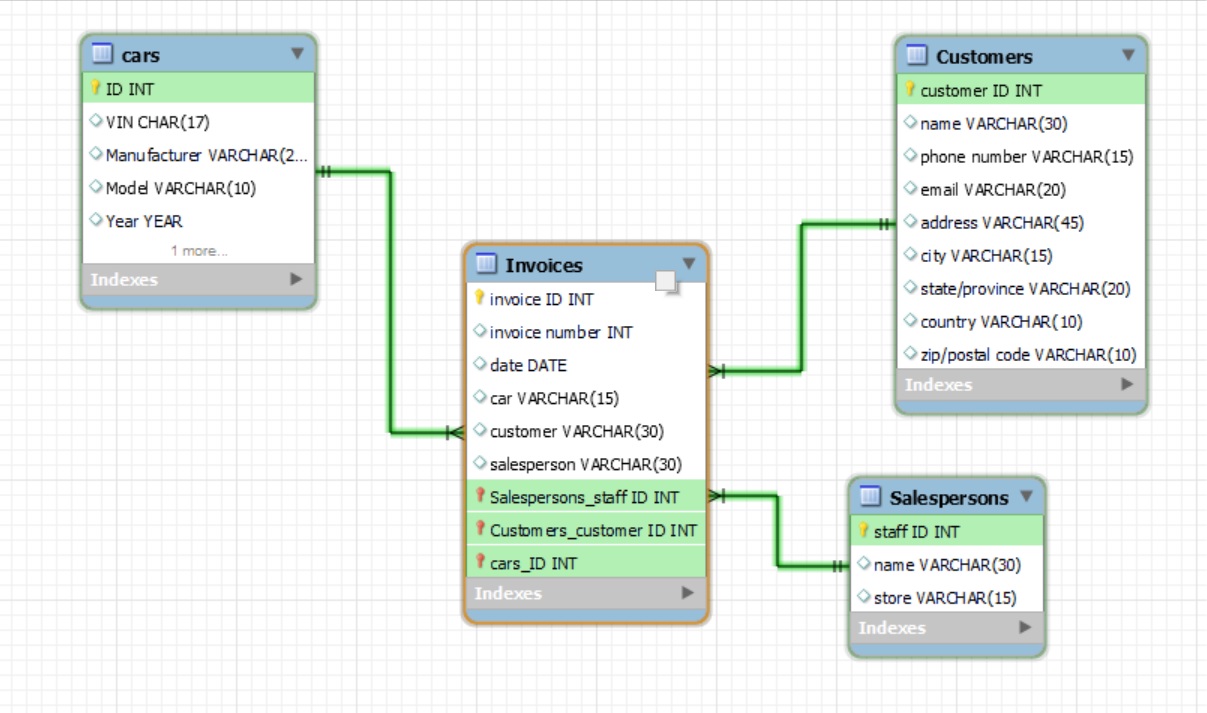 cars
ID INT
VIN CHAR(17)
Manufacturer VARCHAR(2...
Model VARCHAR(10)
Year YEAR
1 more...
Indexes
Invoices
invoice ID INT
invoice number INT
date DATE
car VARCHAR(15)
customer VARCHAR(30)
salesperson VARCHAR(30)
Salespersons_staff ID INT
Customers_customer ID INT
cars_ID INT
Indexes
Customers
customer ID INT
name VARCHAR(30)
phone number VARCHAR(15)
email VARCHAR(20)
address VARCHAR(45)
city VARCHAR(15)
state/province VARCHAR(20)
country VARCHAR(10)
zip/postal code VARCHAR(10)
Indexes
Salespersons
staff ID INT
name VARCHAR(30)
store VARCHAR(15)
Indexes